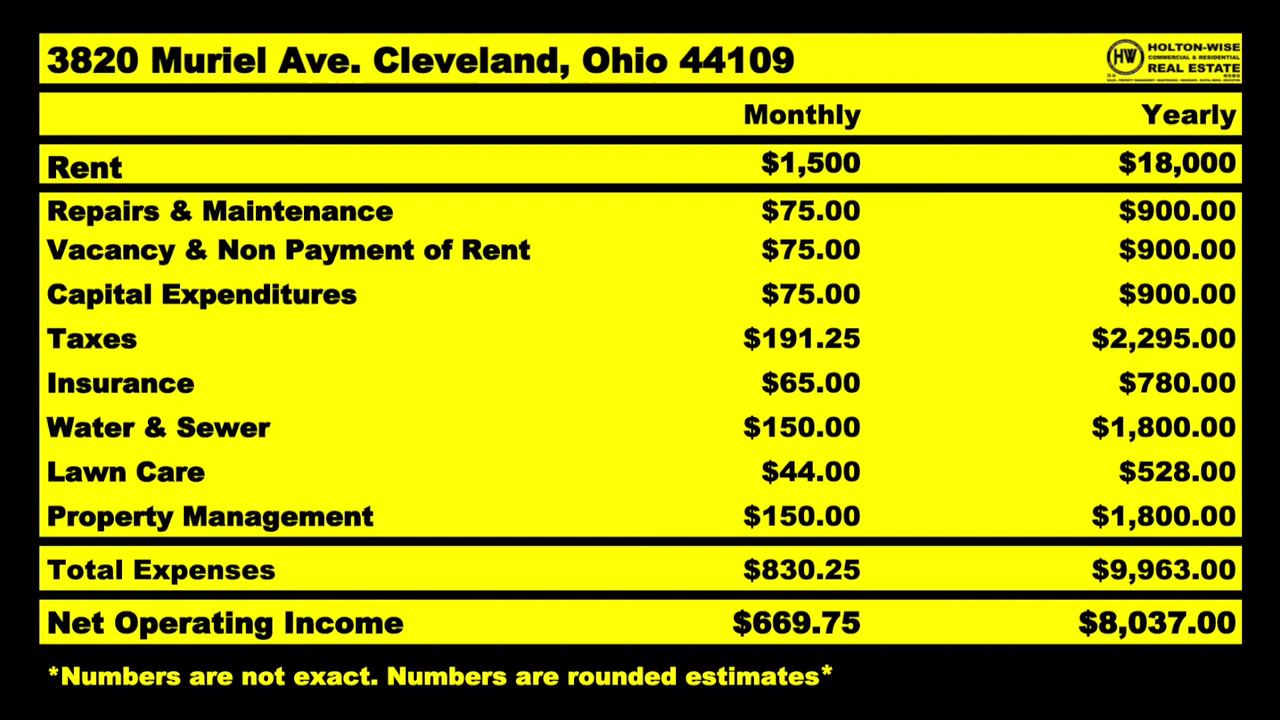 3820 Muriel Ave. Cleveland, Ohio 44109
HW
HOLTON-WISE
COMMERCIAL & RESIDENTIAL
REAL ESTATE
Monthly Yearly
Rent $1,500 $18,000
Repairs & Maintenance $75.00 $900.00
Vacancy & Non Payment of Rent $75.00 $900.00
Capital Expenditures $75.00 $900.00
Taxes $191.25 $2,295.00
Insurance $65.00 $780.00
Water & Sewer $150.00 $1,800.00
Lawn Care $44.00 $528.00
Property Management $150.00 $1,800.00
Total Expenses $830.25 $9,963.00
Net Operating Income $669.75 $8,037.00
*Numbers are not exact. Numbers are rounded estimates*